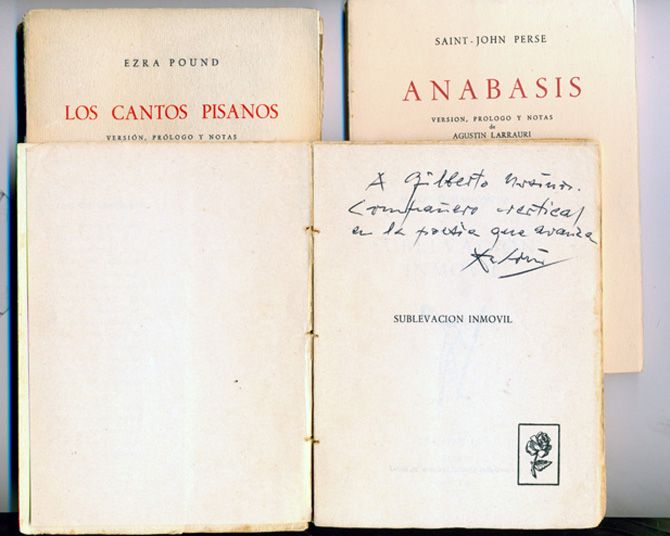 EZRA POUND
LOS CANTOS PISANOS
VERSIÓN, PRÓLOGO Y NOTAS
SAINT-JOHN PERSE
ANABASIS
VERSION, PROLOGO Y NOTAS
de
AGUSTIN LARRAURI
A Gilberto
Compañero vertical
en la poesía que avanza
SUBLEVACION INMOVIL